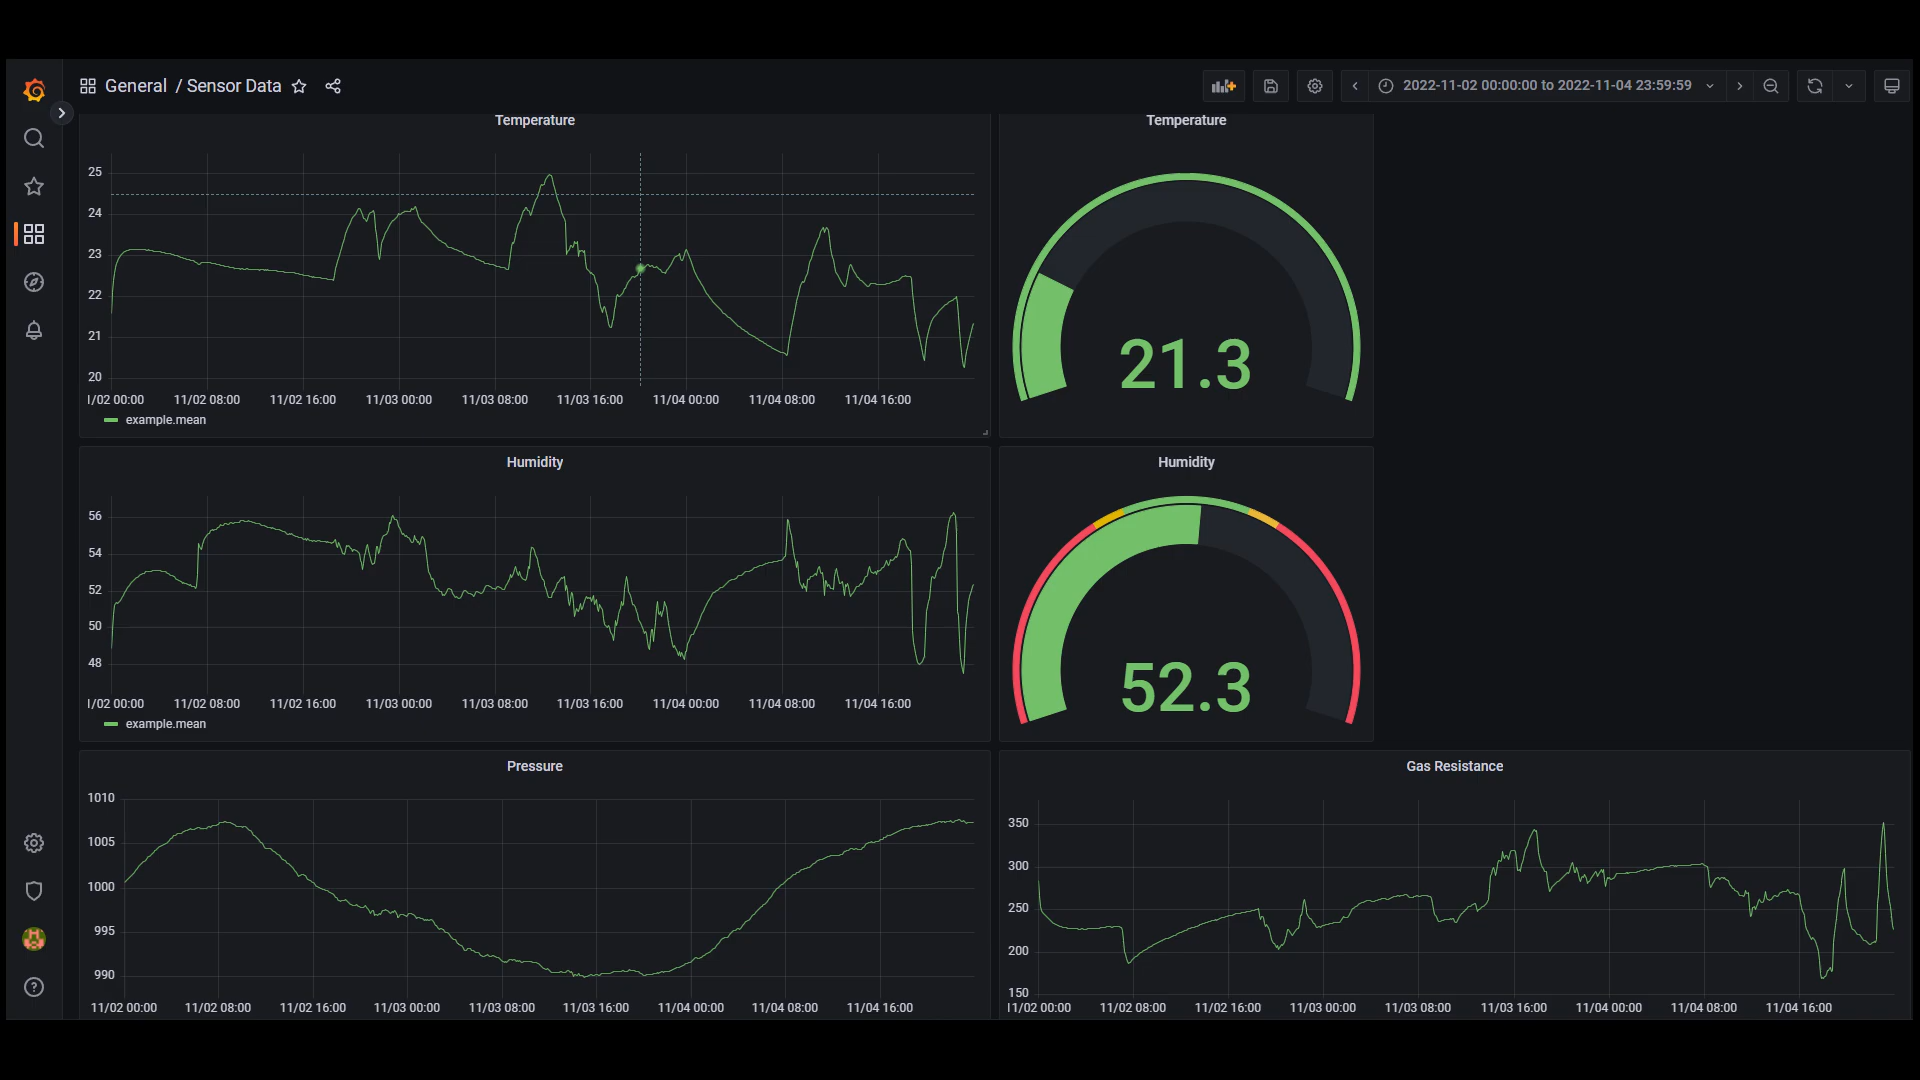 General / Sensor Data
2022-11-02 00:00:00 to 2022-11-04 23:59:59
Temperature
25
24
23
22
21
20
11/02 08:00 11/02 16:00 11/03 00:00 11/03 08:00 11/03 16:00 11/04 00:00 11/04 08:00 11/04 16:00
example.mean
Temperature
21.3
Humidity
56
54
52
50
48
11/02 08:00 11/02 16:00 11/03 00:00 11/03 08:00 11/03 16:00 11/04 00:00 11/04 08:00 11/04 16:00
example.mean
Humidity
52.3
Pressure
1010
1005
1000
995
990
11/02 00:00 11/02 08:00 11/02 16:00 11/03 00:00 11/03 08:00 11/03 16:00 11/04 00:00 11/04 08:00 11/04 16:00
Gas Resistance
350
300
250
200
150
11/02 00:00 11/02 08:00 11/02 16:00 11/03 00:00 11/03 08:00 11/03 16:00 11/04 00:00 11/04 08:00 11/04 16:00